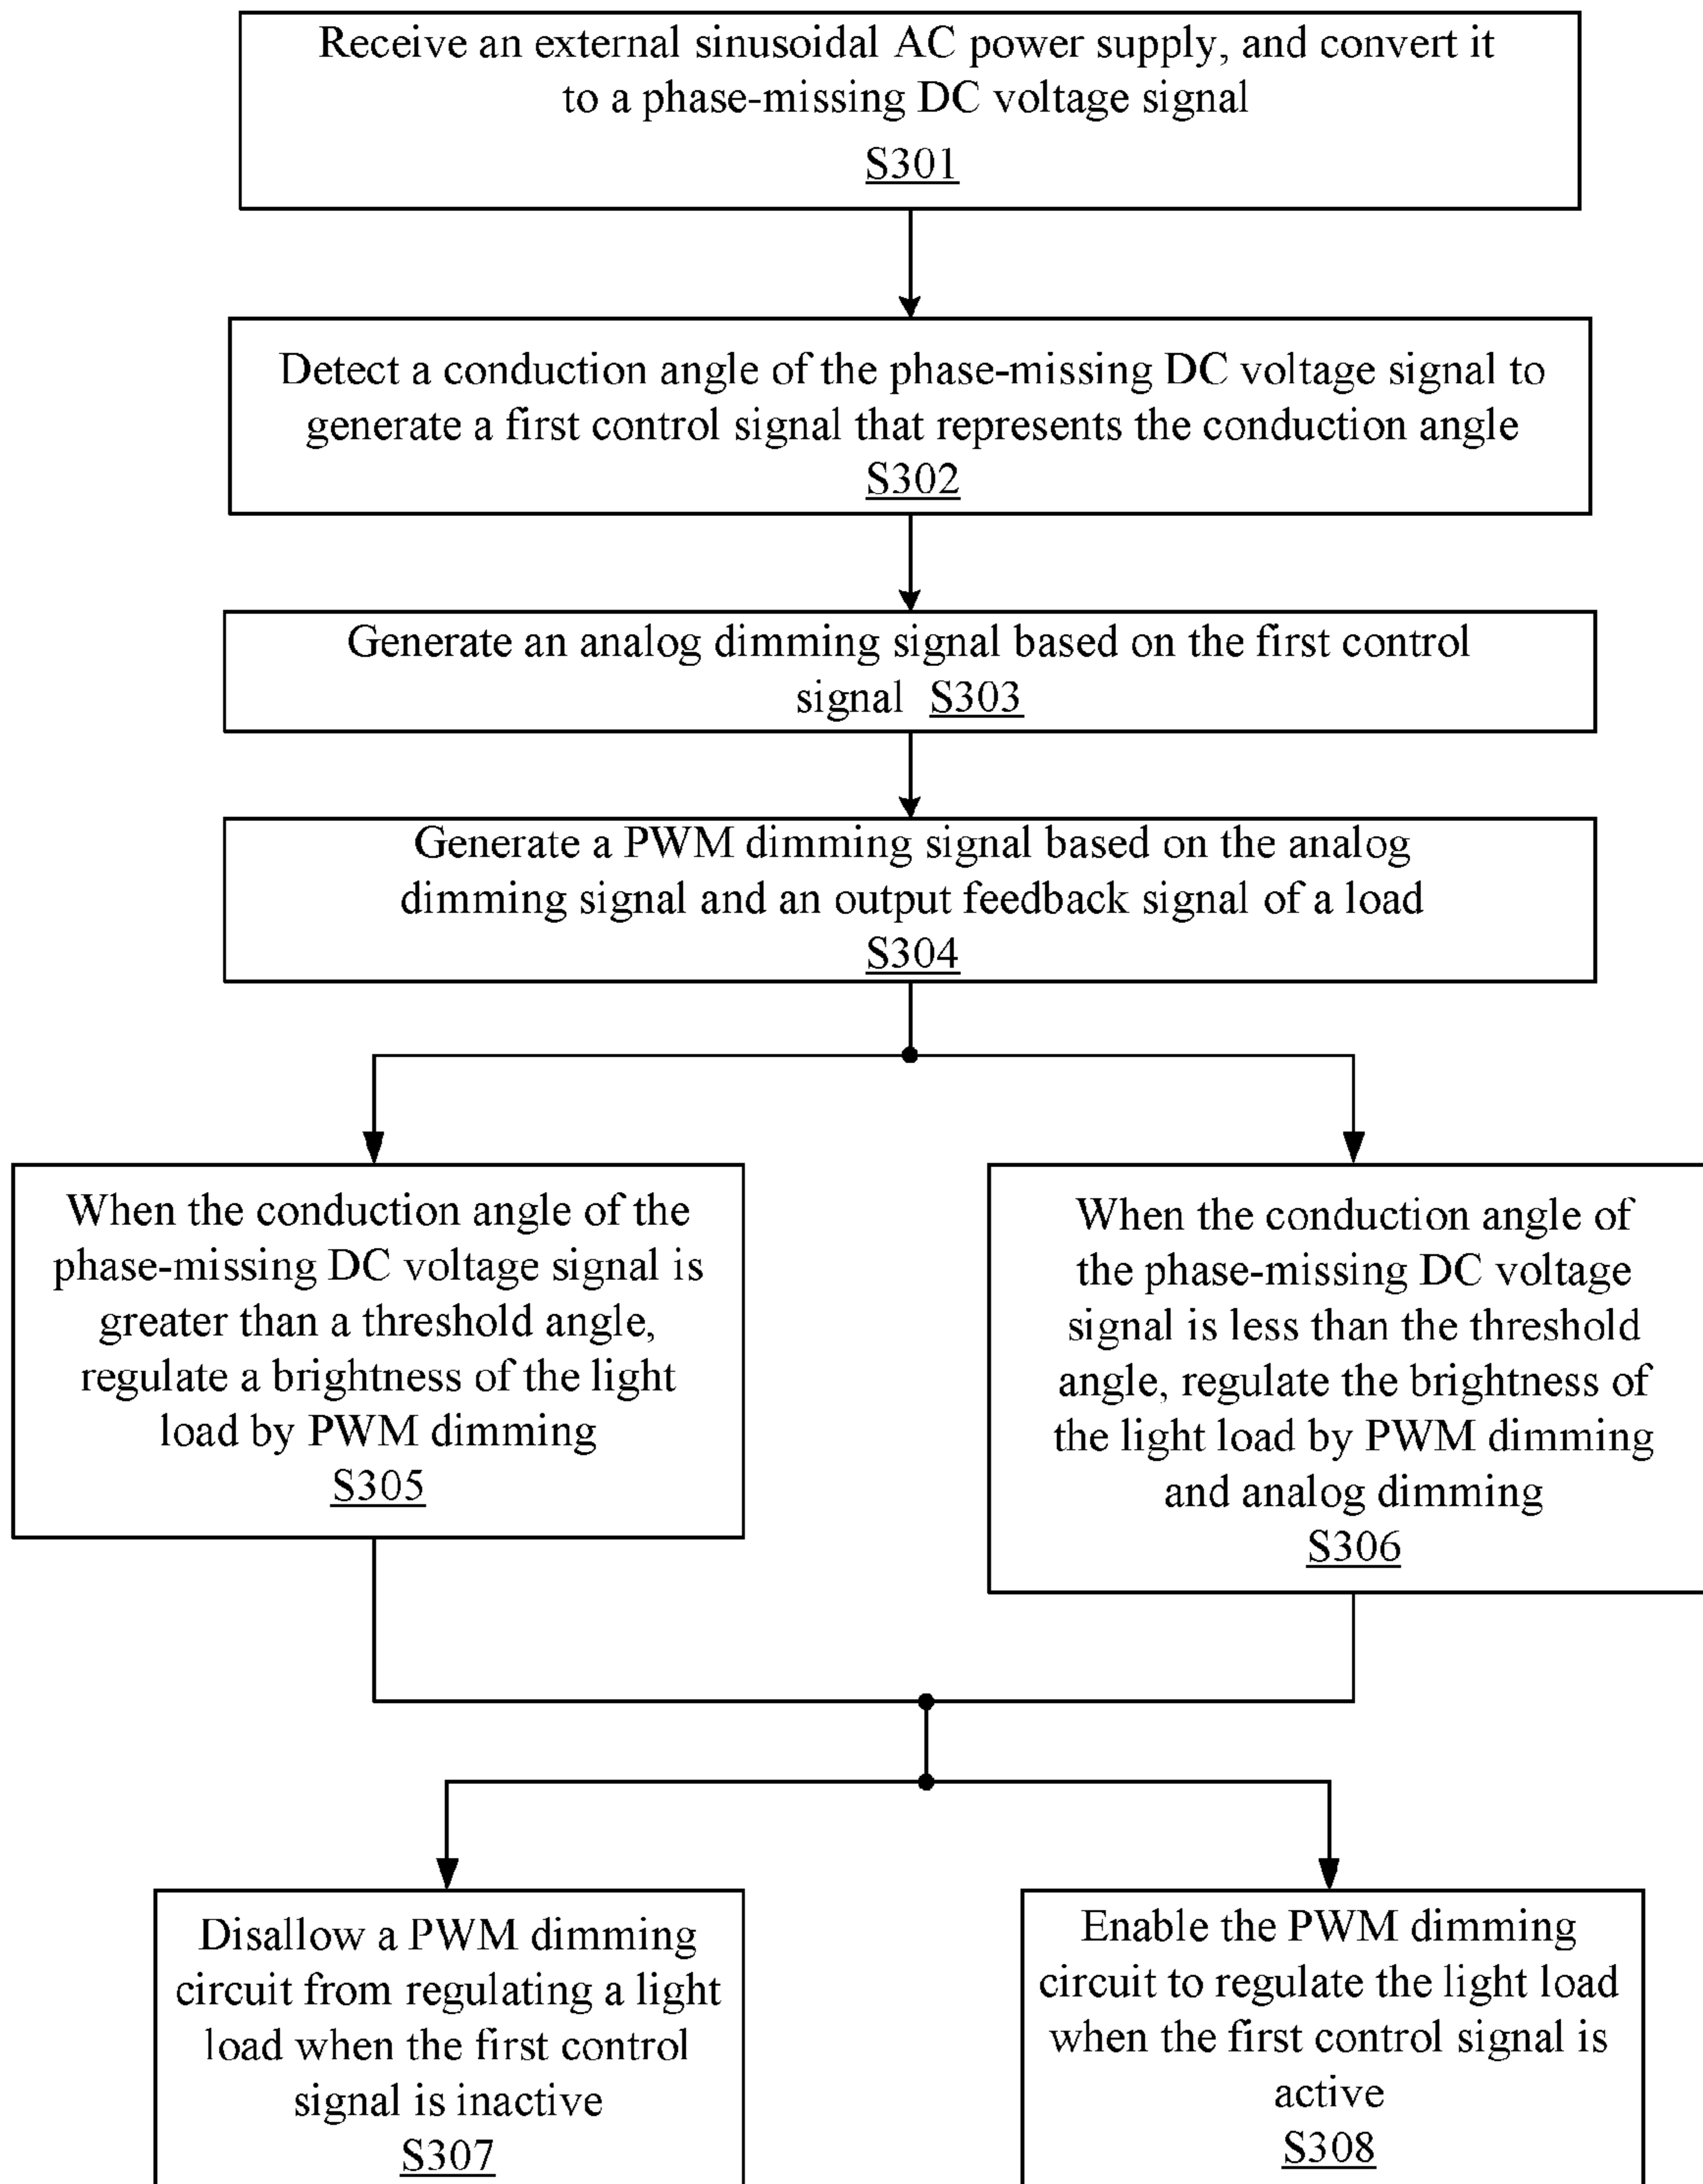 Receive an external sinusoidal AC power supply, and convert it
to a phase-missing DC voltage signal
S301
Detect a conduction angle of the phase-missing DC voltage signal to
generate a first control signal that represents the conduction angle
S302
Generate an analog dimming signal based on the first control
signal S303
Generate a PWM dimming signal based on the analog
dimming signal and an output feedback signal of a load
S304
When the conduction angle of the
phase-missing DC voltage signal is
greater than a threshold angle,
regulate a brightness of the light
load by PWM dimming
S305
When the conduction angle of
the phase-missing DC voltage
signal is less than the threshold
angle, regulate the brightness of
the light load by PWM dimming
and analog dimming
S306
Disallow a PWM dimming
circuit from regulating a light
load when the first control
signal is inactive
S307
Enable the PWM dimming
circuit to regulate the light load
when the first control signal is
active
S308